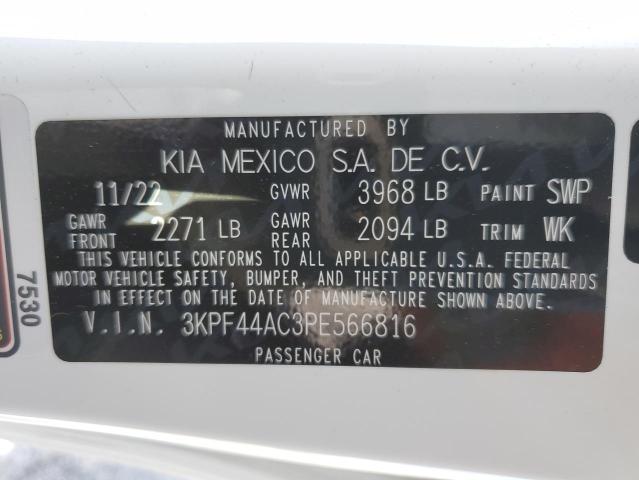 MANUFACTURED BY
KIA MEXICO S.A. DE C.V.
11/22 GVWR 3968 LB PAINT SWP
GAWR FRONT 2271 LB GAWR REAR 2094 LB TRIM WK
THIS VEHICLE CONFORMS TO ALL APPLICABLE U.S.A. FEDERAL
MOTOR VEHICLE SAFETY, BUMPER, AND THEFT PREVENTION STANDARDS
IN EFFECT ON THE DATE OF MANUFACTURE SHOWN ABOVE.
V.I.N. 3KPF44AC3PE566816
PASSENGER CAR
7530